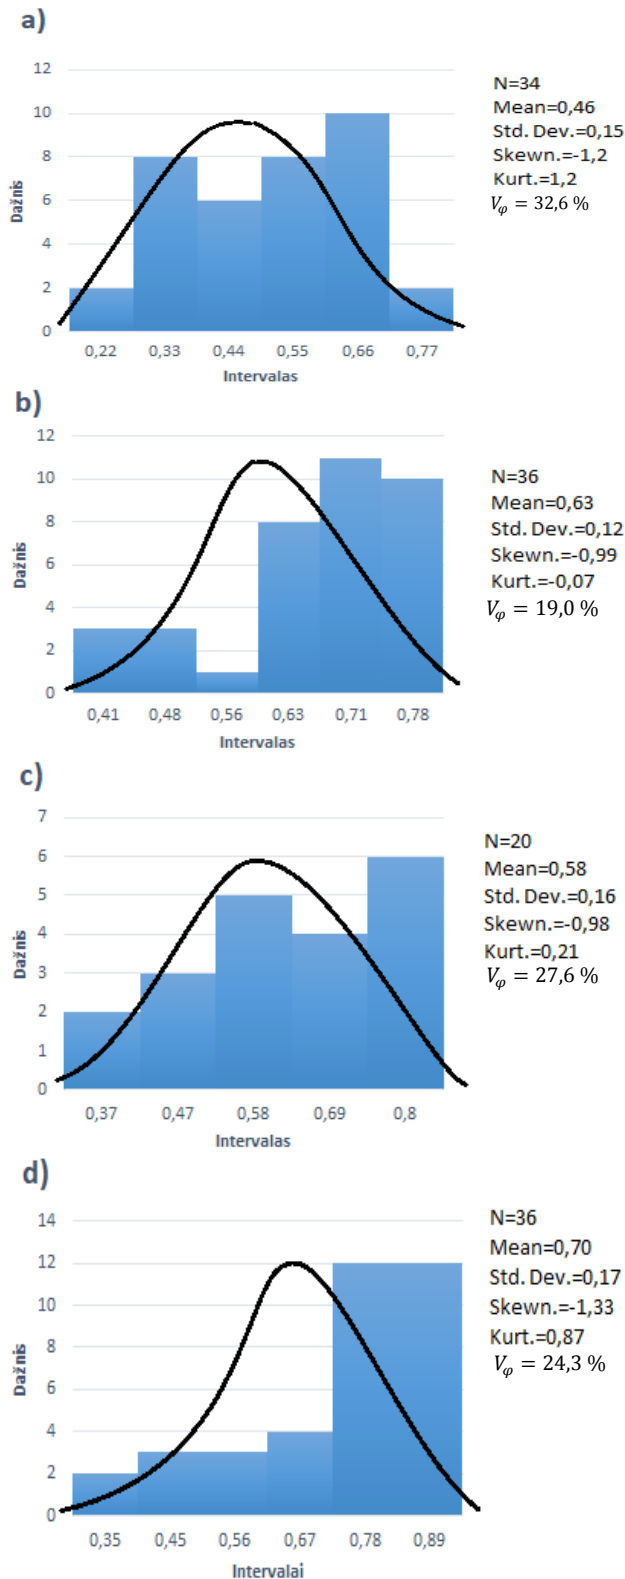 a)
12
10
8
6
4
2
0
Dažnis
0,22 0,33 0,44 0,55 0,66 0,77
Intervalas
N=34
Mean=0,46
Std. Dev.=0,15
Skewn.=-1,2
Kurt.=1,2
Vφ = 32,6 %
b)
12
10
8
6
4
2
0
Dažnis
0,41 0,48 0,56 0,63 0,71 0,78
Intervalas
N=36
Mean=0,63
Std. Dev.=0,12
Skewn.=-0,99
Kurt.=-0,07
Vφ = 19,0 %
c)
7
6
5
4
3
2
1
0
Dažnis
0,37 0,47 0,58 0,69 0,8
Intervalas
N=20
Mean=0,58
Std. Dev.=0,16
Skewn.=-0,98
Kurt.=0,21
Vφ = 27,6 %
d)
14
12
10
8
6
4
2
0
Dažnis
0,35 0,45 0,56 0,67 0,78 0,89
Intervalai
N=36
Mean=0,70
Std. Dev.=0,17
Skewn.=-1,33
Kurt.=0,87
Vφ = 24,3 %